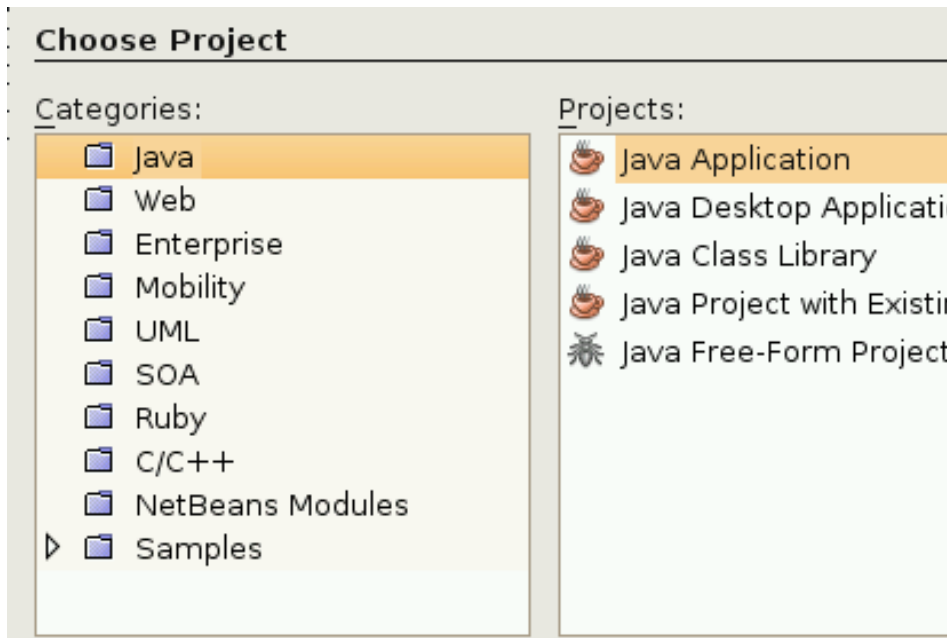 Choose Project
Categories:
Java
Web
Enterprise
Mobility
UML
SOA
Ruby
C/C++
NetBeans Modules
Samples
Projects:
Java Application
Java Desktop Applicati
Java Class Library
Java Project with Existi
Java Free-Form Project